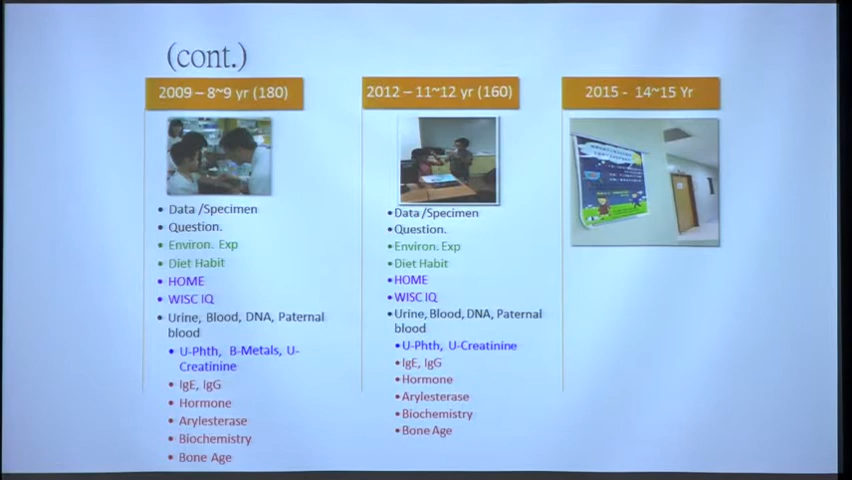 (cont.)
2009 – 8~9 yr (180)
• Data /Specimen
• Question.
• Environ. Exp
• Diet Habit
• HOME
• WISC IQ
• Urine, Blood, DNA, Paternal
blood
• U-Phth, B-Metals, U-
Creatinine
• IgE, IgG
• Hormone
• Arylesterase
• Biochemistry
• Bone Age
2012 – 11~12 yr (160)
• Data /Specimen
• Question.
• Environ. Exp
• Diet Habit
• HOME
• WISC IQ
• Urine, Blood, DNA, Paternal
blood
• U-Phth, U-Creatinine
• IgE, IgG
• Hormone
• Arylesterase
• Biochemistry
• Bone Age
2015 - 14~15 Yr